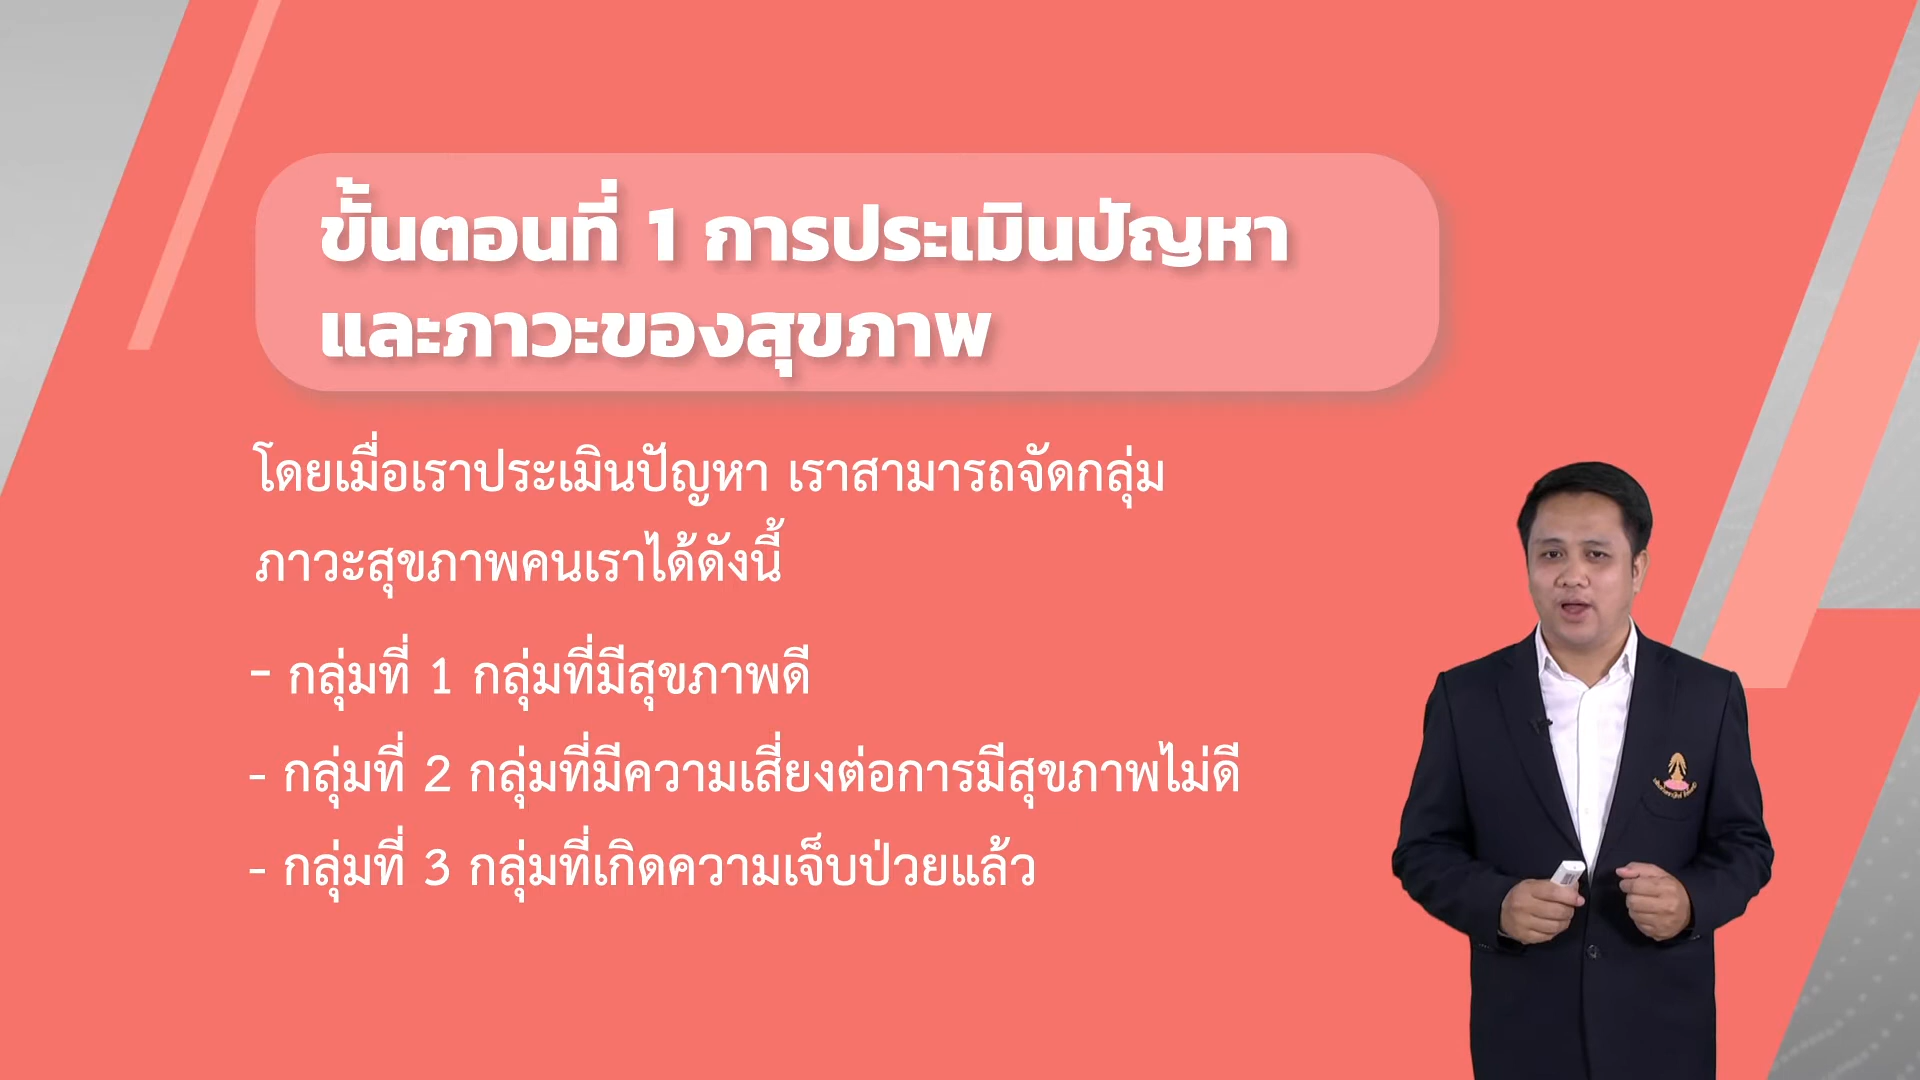 ขั้นตอนที่ 1 การประเมินปัญหา
และภาวะของสุขภาพ
โดยเมื่อเราประเมินปัญหา เราสามารถจัดกลุ่ม
ภาวะสุขภาพคนเราได้ดังนี้
- กลุ่มที่ 1 กลุ่มที่มีสุขภาพดี
- กลุ่มที่ 2 กลุ่มที่มีความเสี่ยงต่อการมีสุขภาพไม่ดี
- กลุ่มที่ 3 กลุ่มที่เกิดความเจ็บป่วยแล้ว